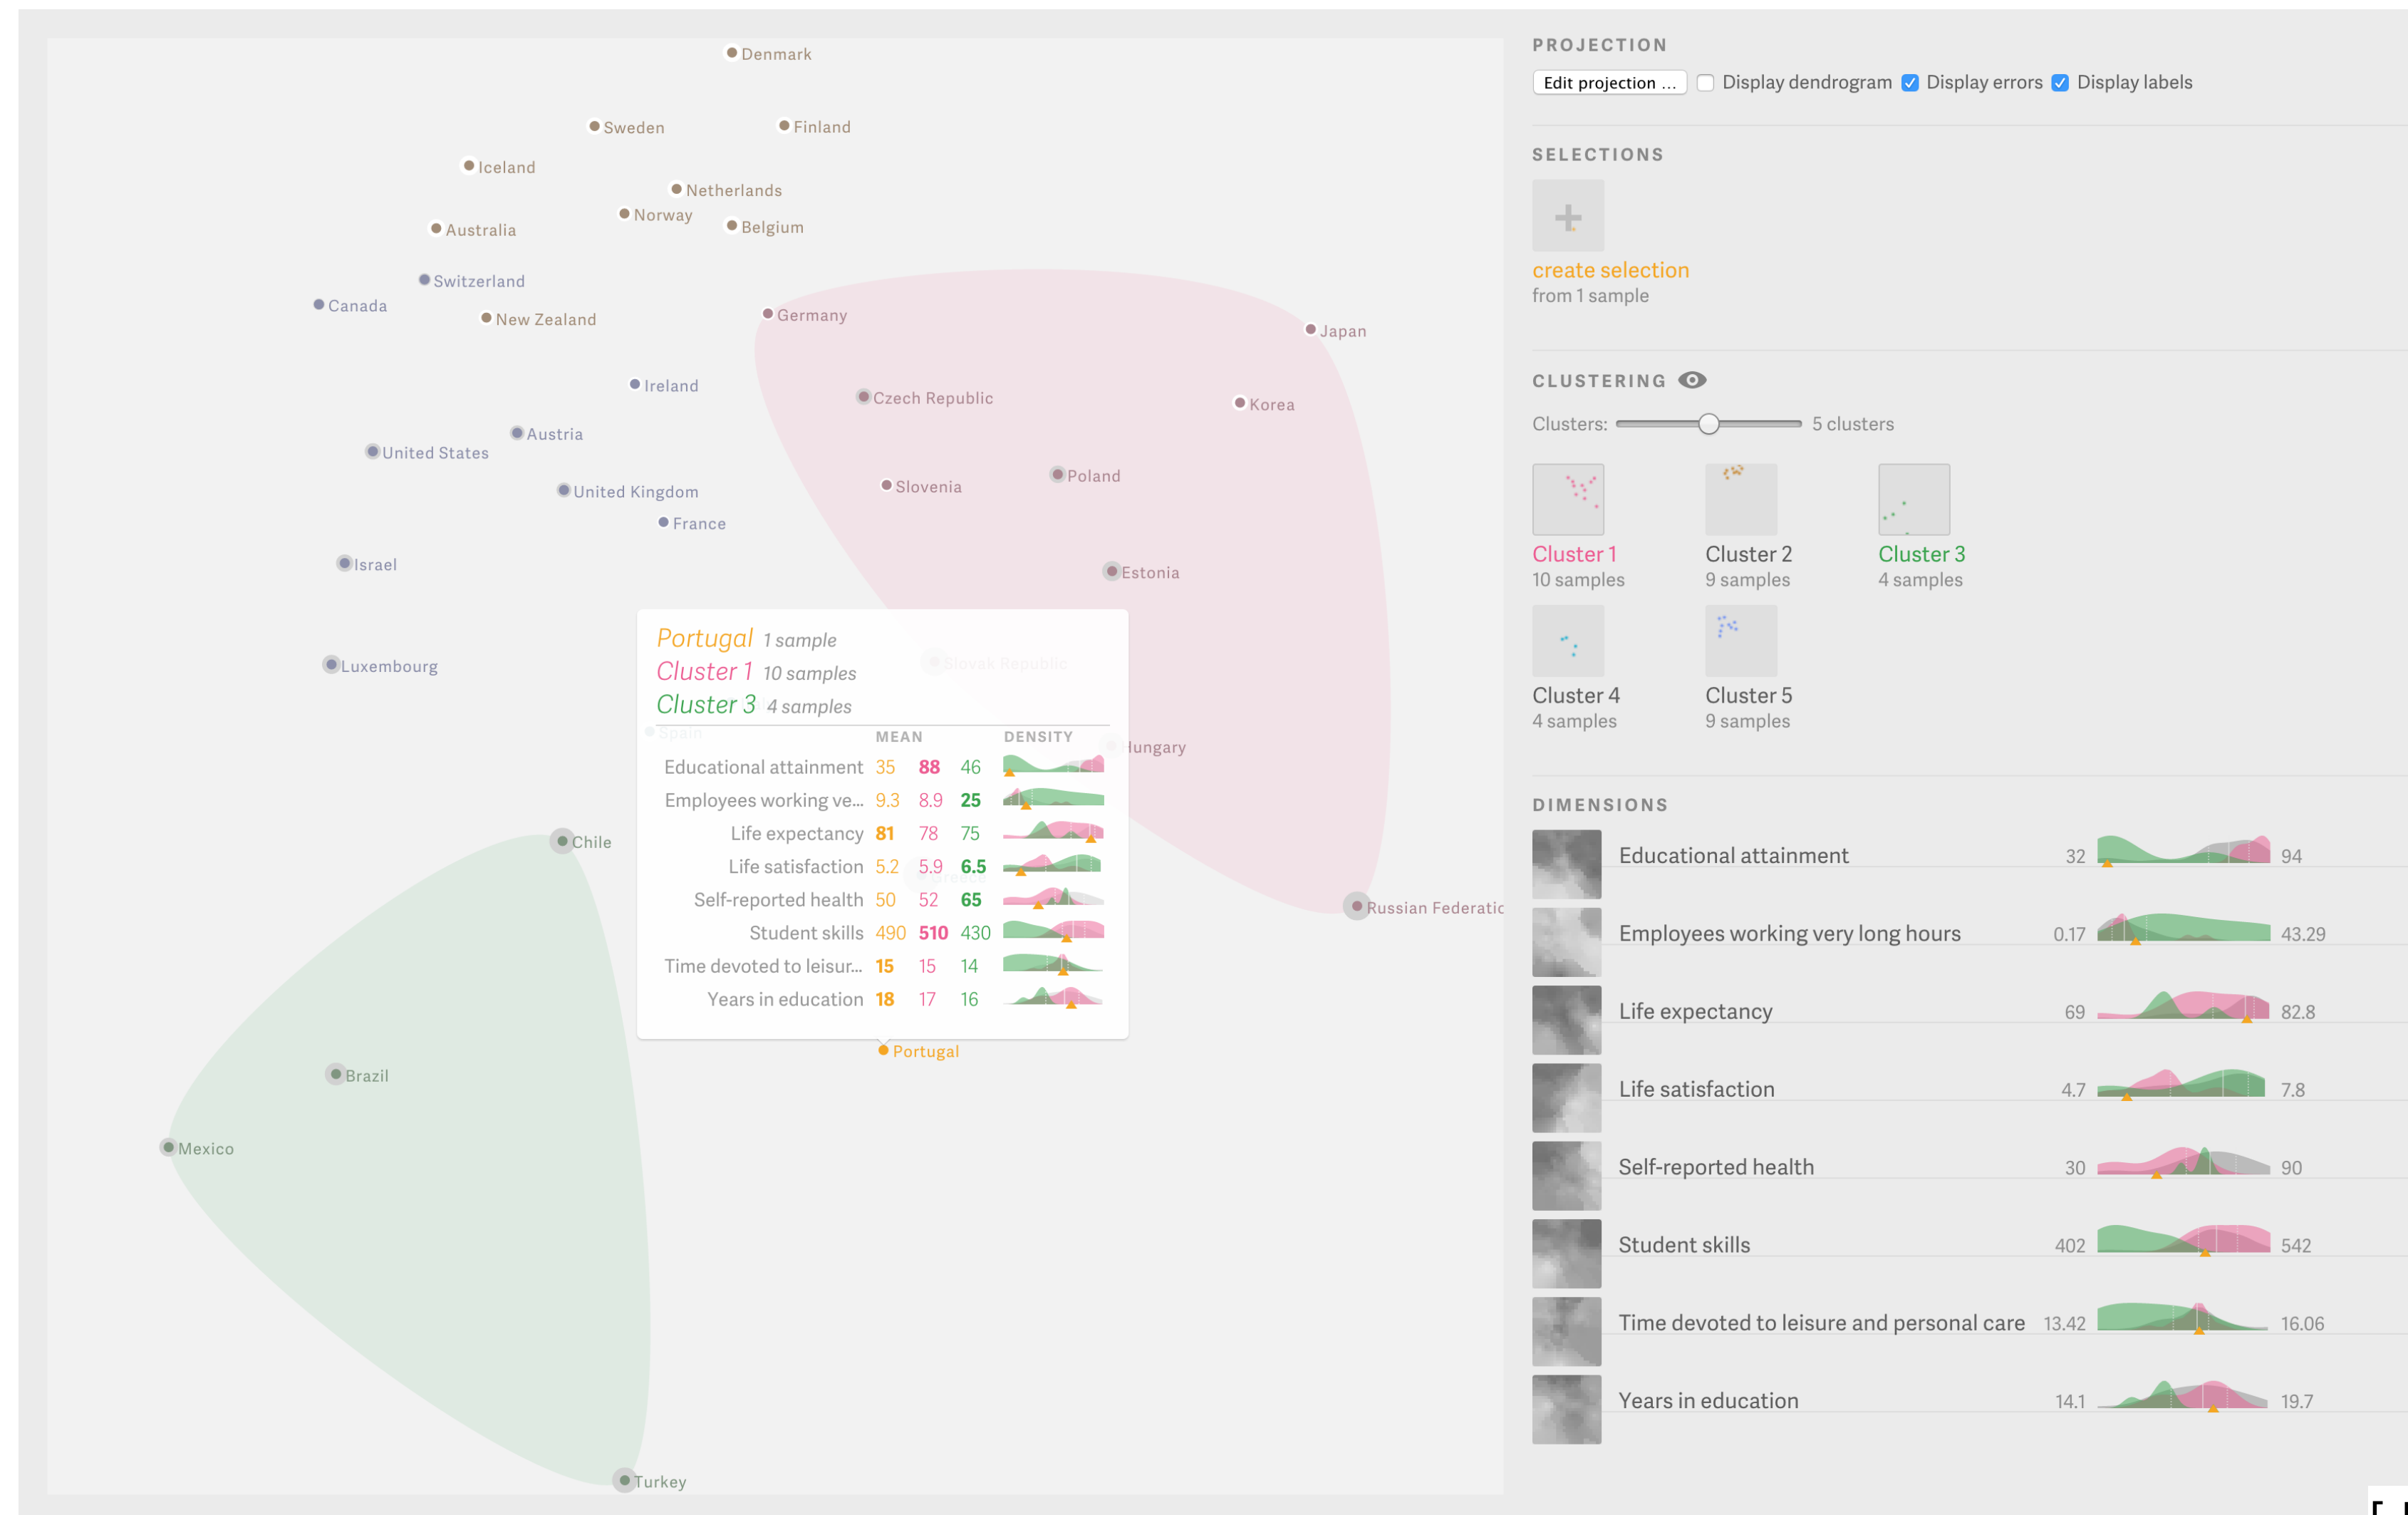 Denmark
Sweden
Finland
Iceland
Netherlands
Norway
Belgium
Australia
Switzerland
Canada
New Zealand
Germany
Japan
Ireland
Czech Republic
Korea
Austria
United States
Poland
Slovenia
United Kingdom
France
Israel
Estonia
Luxembourg
Slovak Republic
Spain
Hungary
Chile
Greece
Russian Federatic
Portugal
Brazil
Mexico
Turkey
Portugal 1 sample
Cluster 1 10 samples
Cluster 3 4 samples
MEAN DENSITY
Educational attainment 35 88 46
Employees working ve... 9.3 8.9 25
Life expectancy 81 78 75
Life satisfaction 5.2 5.9 6.5
Self-reported health 50 52 65
Student skills 490 510 430
Time devoted to leisur... 15 15 14
Years in education 18 17 16
PROJECTION
Edit projection ... Display dendrogram Display errors Display labels
SELECTIONS
create selection
from 1 sample
CLUSTERING
Clusters: 5 clusters
Cluster 1 Cluster 2 Cluster 3
10 samples 9 samples 4 samples
Cluster 4 Cluster 5
4 samples 9 samples
DIMENSIONS
Educational attainment 32 94
Employees working very long hours 0.17 43.29
Life expectancy 69 82.8
Life satisfaction 4.7 7.8
Self-reported health 30 90
Student skills 402 542
Time devoted to leisure and personal care 13.42 16.06
Years in education 14.1 19.7